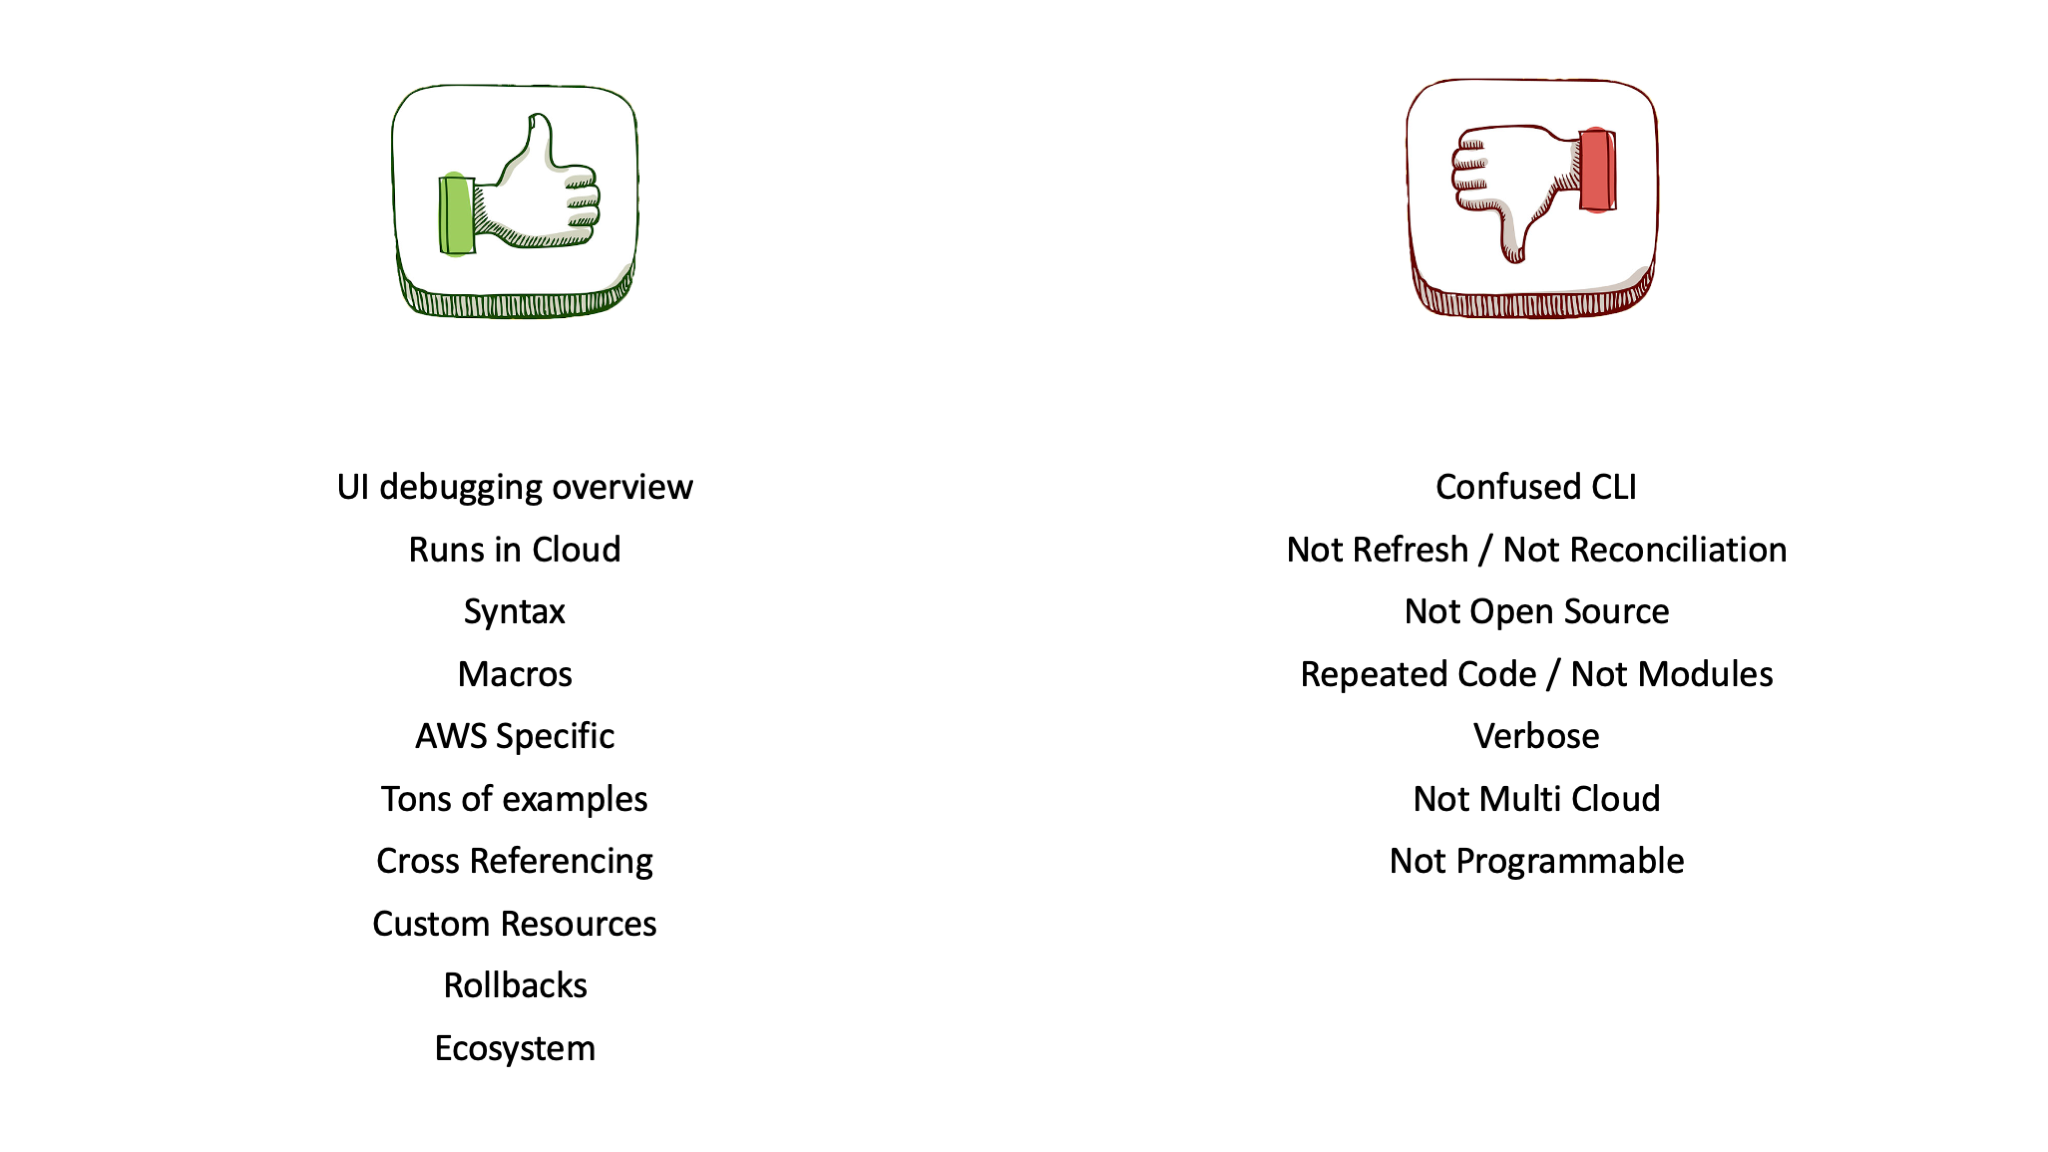 UI debugging overview
Runs in Cloud
Syntax
Macros
AWS Specific
Tons of examples
Cross Referencing
Custom Resources
Rollbacks
Ecosystem
Confused CLI
Not Refresh / Not Reconciliation
Not Open Source
Repeated Code / Not Modules
Verbose
Not Multi Cloud
Not Programmable